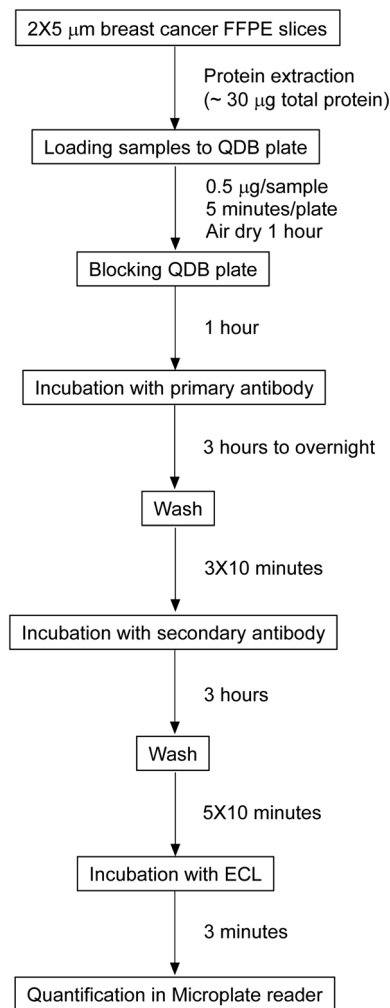 2X5 μm breast cancer FFPE slices
Protein extraction
(~ 30 μg total protein)
Loading samples to QDB plate
0.5 μg/sample
5 minutes/plate
Air dry 1 hour
Blocking QDB plate
1 hour
Incubation with primary antibody
3 hours to overnight
Wash
3X10 minutes
Incubation with secondary antibody
3 hours
Wash
5X10 minutes
Incubation with ECL
3 minutes
Quantification in Microplate reader